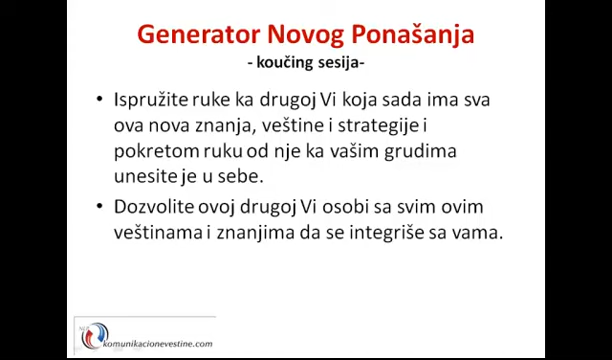 Generator Novog Ponašanja
- koučing sesija-
• Ispružite ruke ka drugoj Vi koja sada ima sva
ova nova znanja, veštine i strategije i
pokretom ruku od nje ka vašim grudima
unesite je u sebe.
• Dozvolite ovoj drugoj Vi osobi sa svim ovim
veštinama i znanjima da se integriše sa vama.
NLP
komunikacionevestine.com